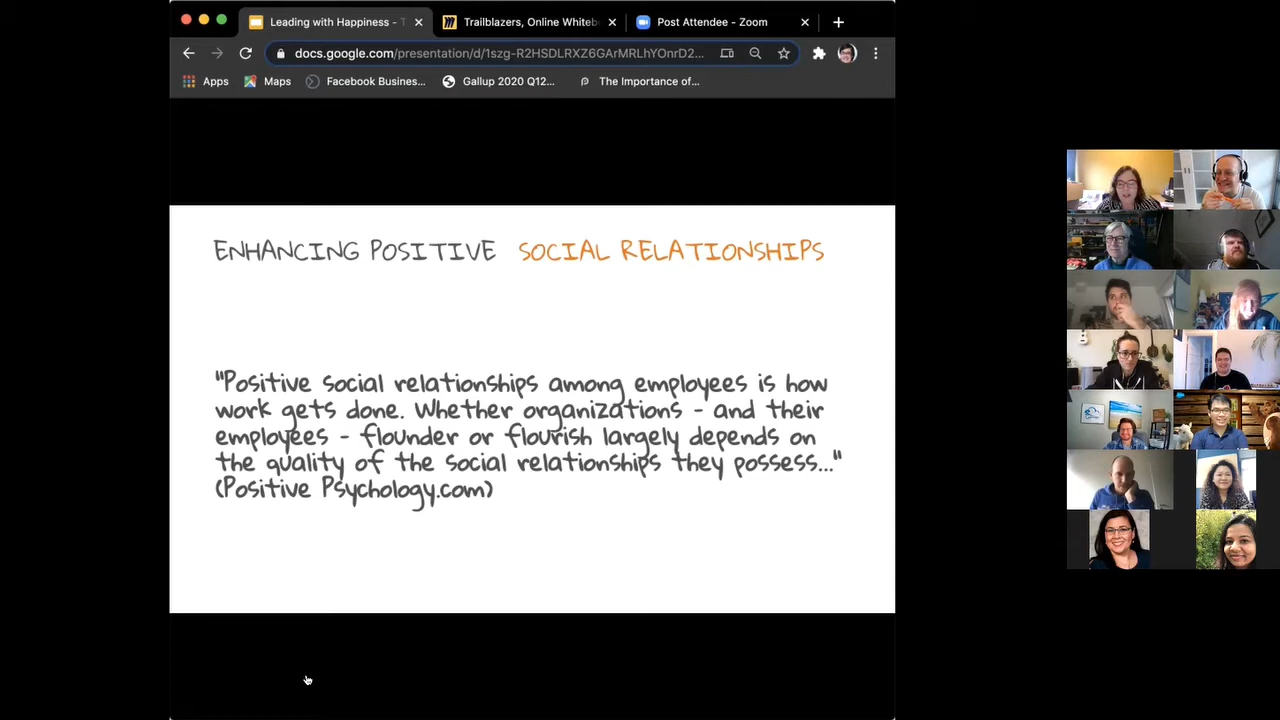 Leading with Happiness - T
Trailblazers, Online Whitebo
Post Attendee - Zoom
docs.google.com/presentation/d/1szg-R2HSDLRXZ6GArMRLhYOnrD2...
Apps
Maps
Facebook Busines...
Gallup 2020 Q12...
The Importance of...
ENHANCING POSITIVE SOCIAL RELATIONSHIPS
"Positive social relationships among employees is how
work gets done. Whether organizations - and their
employees - flounder or flourish largely depends on
the quality of the social relationships they possess..."
(Positive Psychology.com)